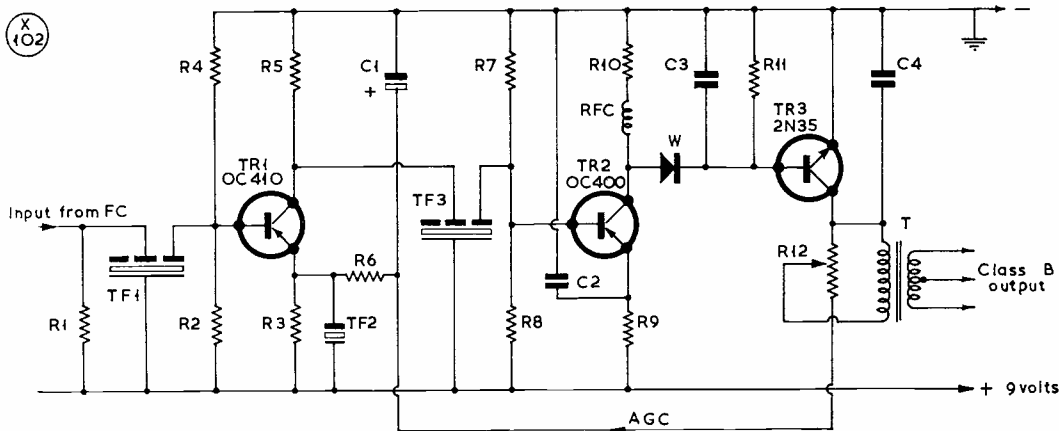 X
102
R4
R5
C1
+
R7
R10
RFC
C3
R11
C4
TR1
OC410
TR2
OC400
W
TR3
2N35
Input from FC
TF1
TF3
R6
C2
R12
T
Class B
output
R1
R2
R3
TF2
R8
R9
−
+ 9 volts
AGC